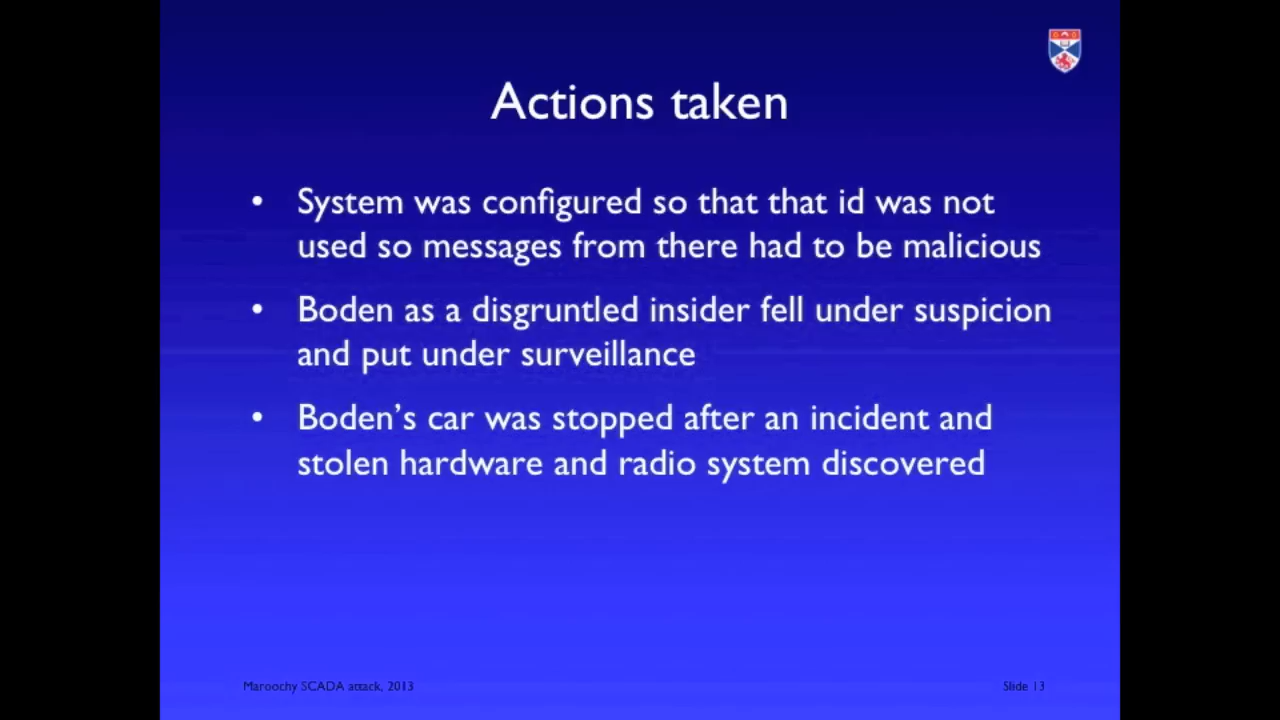 Actions taken
• System was configured so that that id was not
used so messages from there had to be malicious
• Boden as a disgruntled insider fell under suspicion
and put under surveillance
• Boden’s car was stopped after an incident and
stolen hardware and radio system discovered
Maroochy SCADA attack, 2013
Slide 13